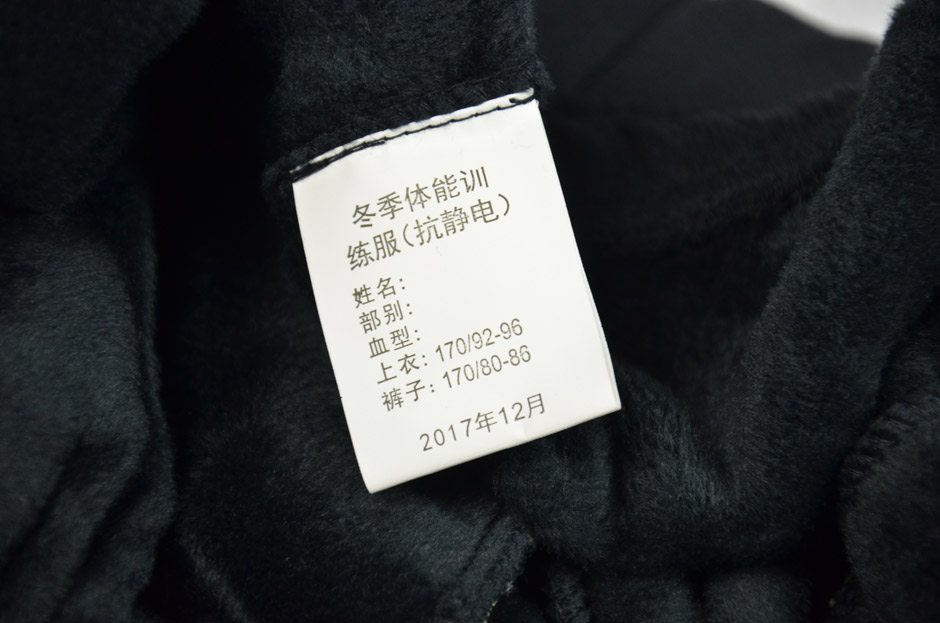 冬季体能训
练服(抗静电)
姓名:
部别:
血型:
上衣: 170/92-96
裤子: 170/80-86
2017年12月